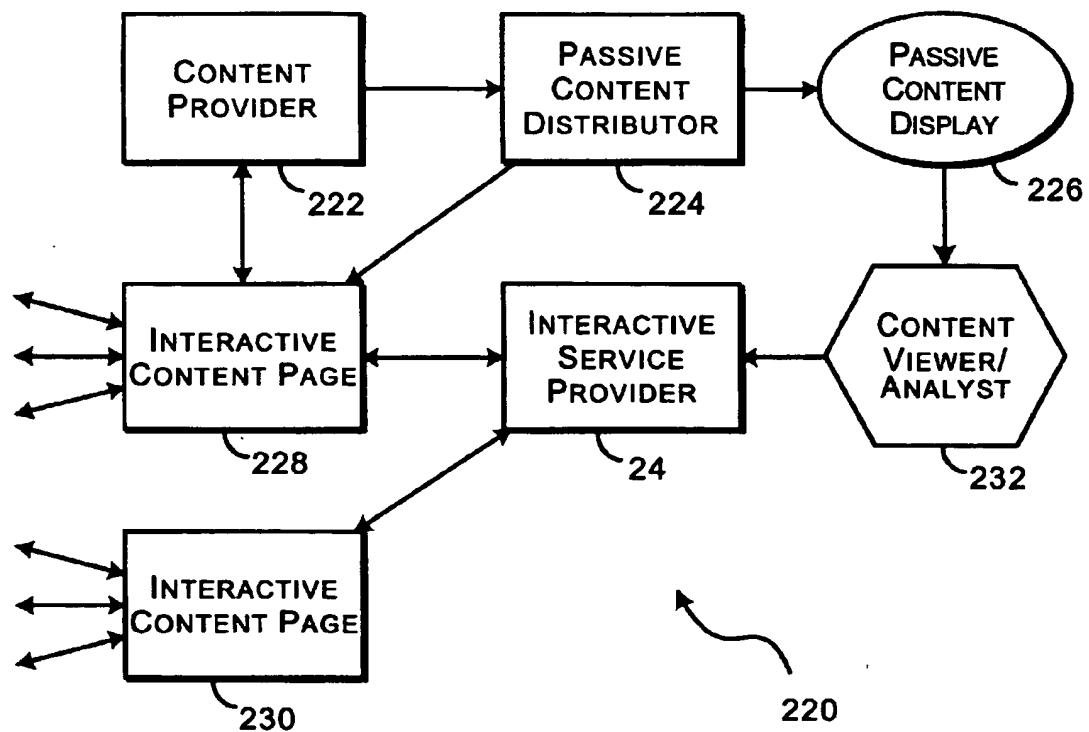 CONTENT
PROVIDER
222
PASSIVE
CONTENT
DISTRIBUTOR
224
PASSIVE
CONTENT
DISPLAY
226
INTERACTIVE
CONTENT PAGE
228
INTERACTIVE
SERVICE
PROVIDER
24
CONTENT
VIEWER/
ANALYST
232
INTERACTIVE
CONTENT PAGE
230
220